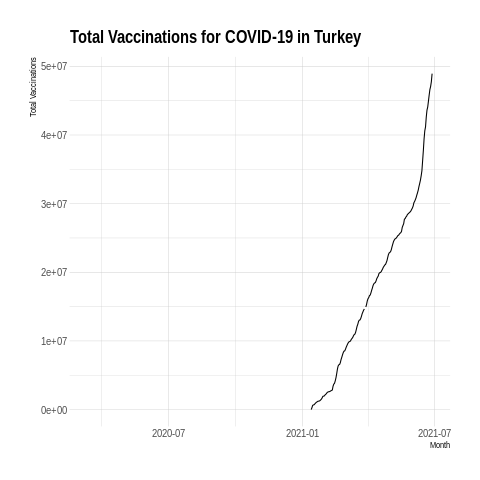 Total Vaccinations for COVID-19 in Turkey
Total Vaccinations
5e+07
4e+07
3e+07
2e+07
1e+07
0e+00
2020-07
2021-01
2021-07
Month